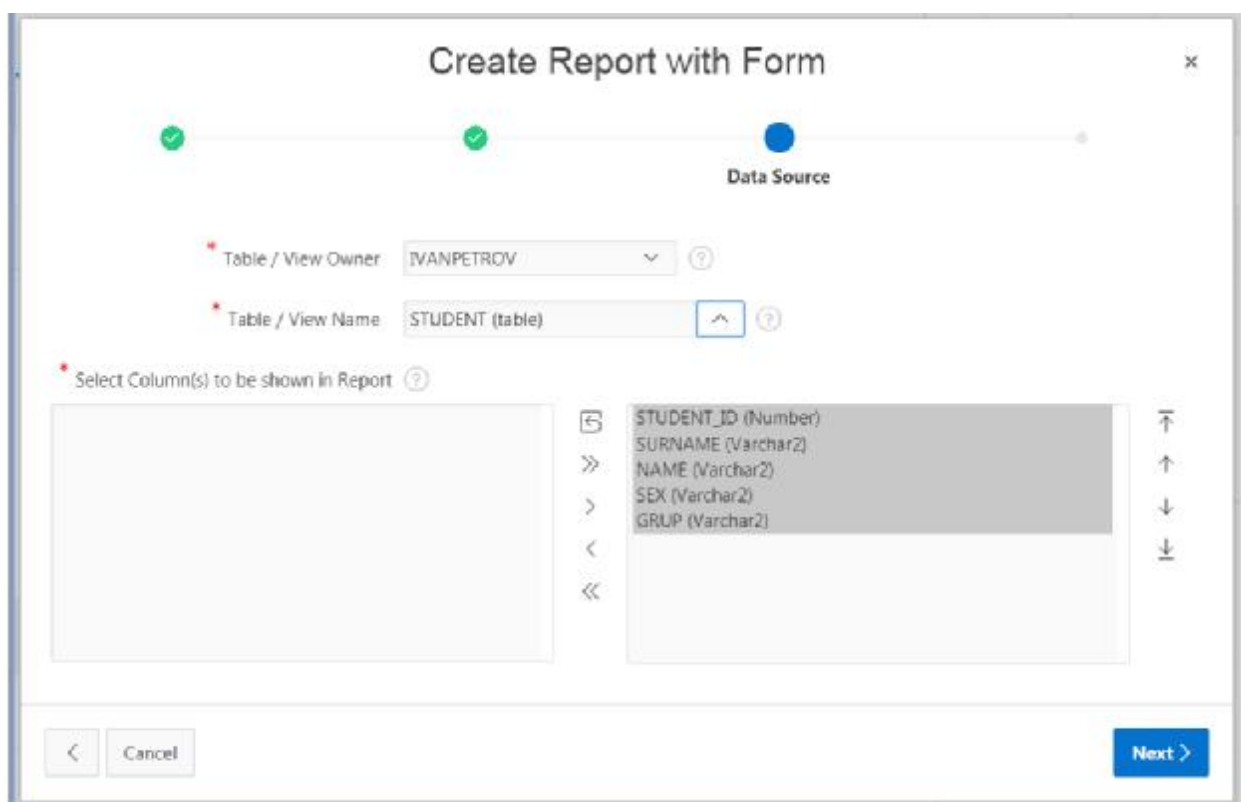 Create Report with Form
Data Source
* Table / View Owner IVANPETROV
* Table / View Name STUDENT (table)
* Select Column(s) to be shown in Report
STUDENT_ID (Number)
SURNAME (Varchar2)
NAME (Varchar2)
SEX (Varchar2)
GRUP (Varchar2)
Cancel
Next